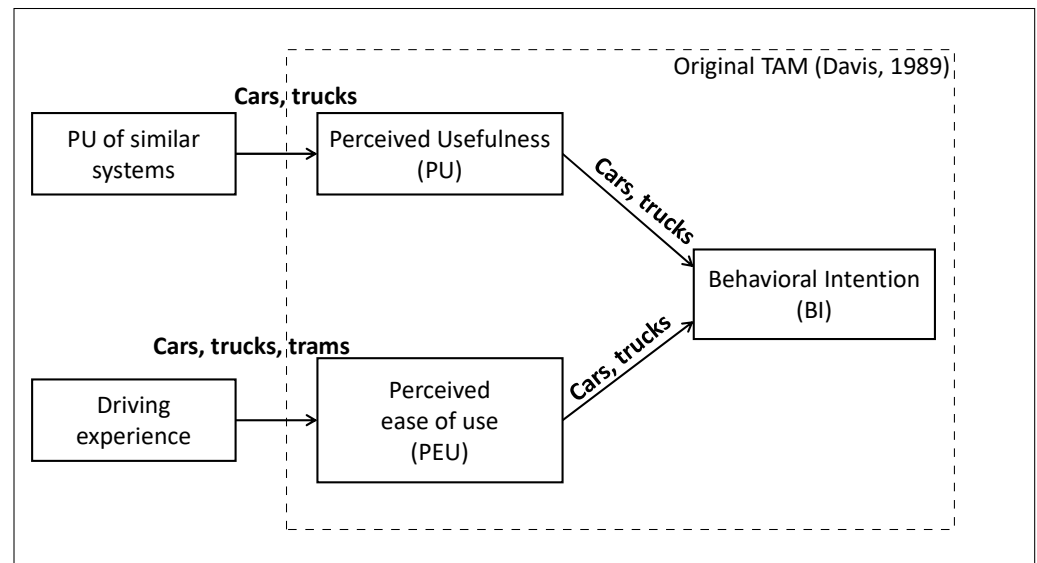 Original TAM (Davis, 1989)
Cars, trucks
PU of similar
systems
Perceived Usefulness
(PU)
Cars, trucks
Behavioral Intention
(BI)
Cars, trucks, trams
Driving
experience
Perceived
ease of use
(PEU)
Cars, trucks